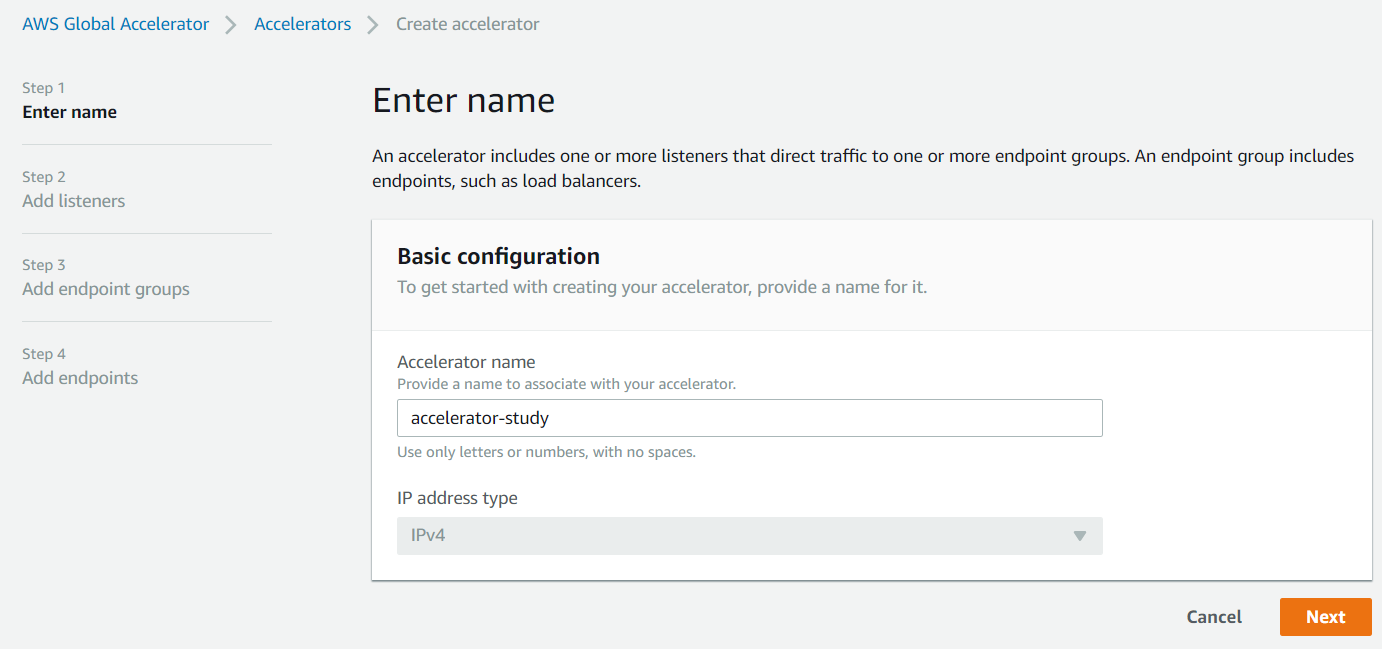 AWS Global Accelerator > Accelerators > Create accelerator
Step 1
Enter name
Step 2
Add listeners
Step 3
Add endpoint groups
Step 4
Add endpoints
Enter name
An accelerator includes one or more listeners that direct traffic to one or more endpoint groups. An endpoint group includes
endpoints, such as load balancers.
Basic configuration
To get started with creating your accelerator, provide a name for it.
Accelerator name
Provide a name to associate with your accelerator.
accelerator-study
Use only letters or numbers, with no spaces.
IP address type
IPv4
Cancel Next